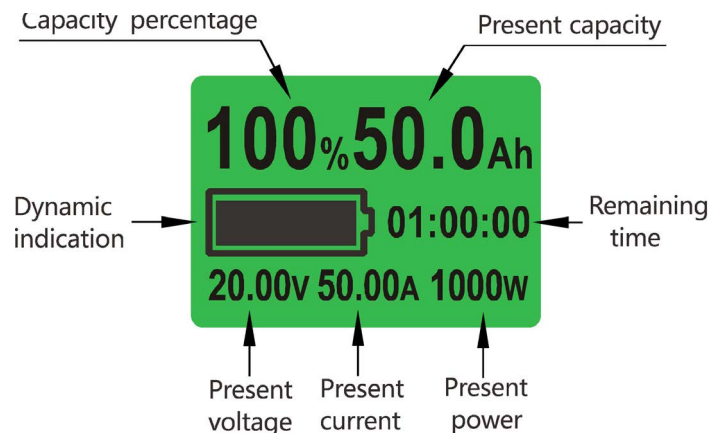 Capacity percentage
Present capacity
100%50.0Ah
Dynamic
indication
01:00:00
Remaining
time
20.00V 50.00A 1000W
Present
voltage
Present
current
Present
power